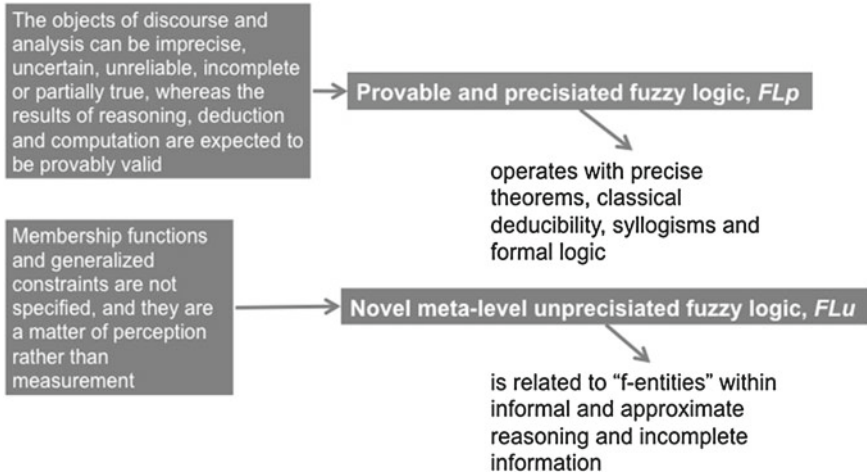 The objects of discourse and
analysis can be imprecise,
uncertain, unreliable, incomplete
or partially true, whereas the
results of reasoning, deduction
and computation are expected to
be provably valid
Provable and precisiated fuzzy logic, FLp
operates with precise
theorems, classical
deducibility, syllogisms and
formal logic
Membership functions
and generalized
constraints are not
specified, and they are
a matter of perception
rather than
measurement
Novel meta-level unprecisiated fuzzy logic, FLu
is related to “f-entities” within
informal and approximate
reasoning and incomplete
information